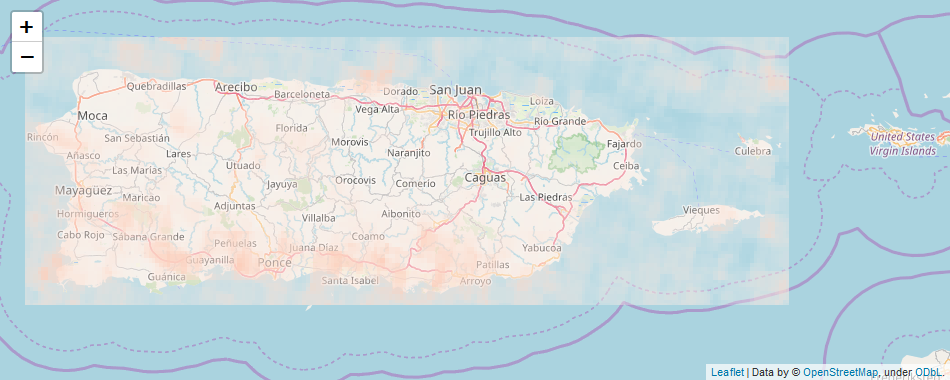 +
−
Quebradillas
Arecibo
Barceloneta
Dorado
San Juan
Loiza
Moca
Vega Alta
Río Piedras
Río Grande
Rincón
San Sebastián
Florida
Morovis
Trujillo Alto
Fajardo
Culebra
United States
Virgin Islands
Añasco
Lares
Utuado
Naranjito
Ceiba
Las Marías
Jayuya
Orocovis
Comerio
Caguas
Mayagüez
Maricao
Adjuntas
Las Piedras
Hormigueros
Villalba
Aibonito
Vieques
Cabo Rojo
Sabana Grande
Peñuelas
Juana Díaz
Coamo
Yabucoa
Guayanilla
Ponce
Patillas
Guánica
Santa Isabel
Arroyo
Leaflet | Data by © OpenStreetMap, under ODbL.